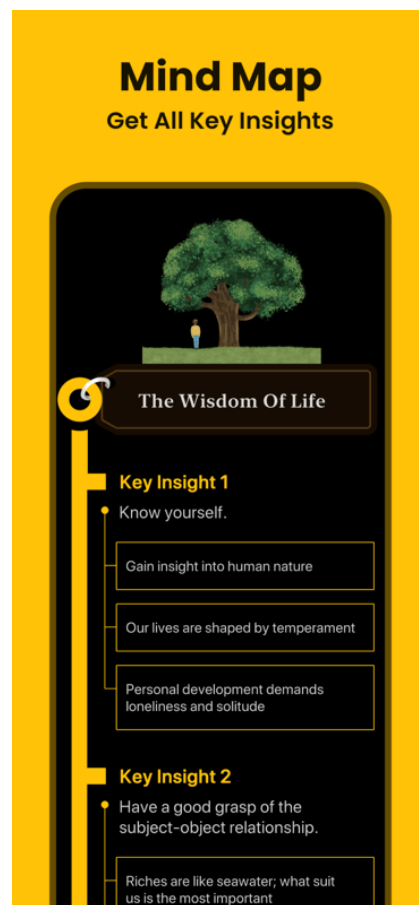 Mind Map
Get All Key Insights
The Wisdom Of Life
Key Insight 1
Know yourself.
Gain insight into human nature
Our lives are shaped by temperament
Personal development demands
loneliness and solitude
Key Insight 2
Have a good grasp of the
subject-object relationship.
Riches are like seawater; what suit
us is the most important